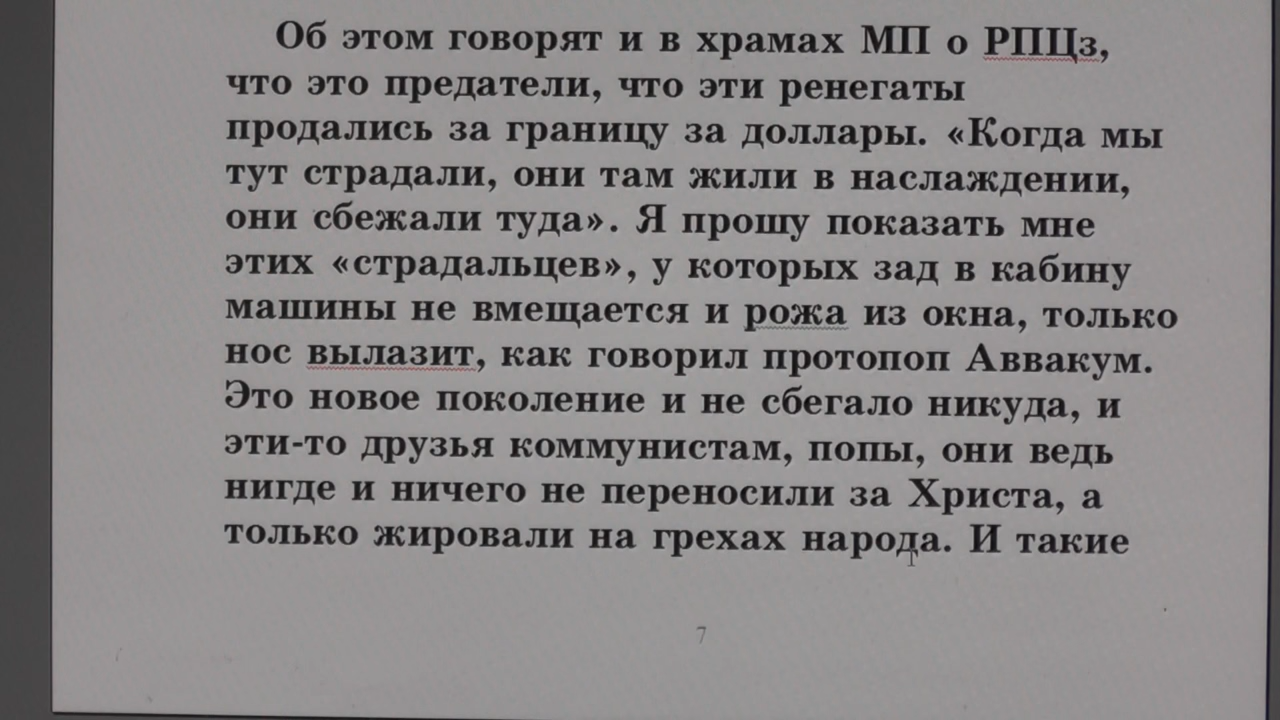 Об этом говорят и в храмах МП о РПЦз,
что это предатели, что эти ренегаты
продались за границу за доллары. «Когда мы
тут страдали, они там жили в наслаждении,
они сбежали туда». Я прошу показать мне
этих «страдальцев», у которых зад в кабину
машины не вмещается и рожа из окна, только
нос вылазит, как говорил протопоп Аввакум.
Это новое поколение и не сбегало никуда, и
эти-то друзья коммунистам, попы, они ведь
нигде и ничего не переносили за Христа, а
только жировали на грехах народа. И такие
7